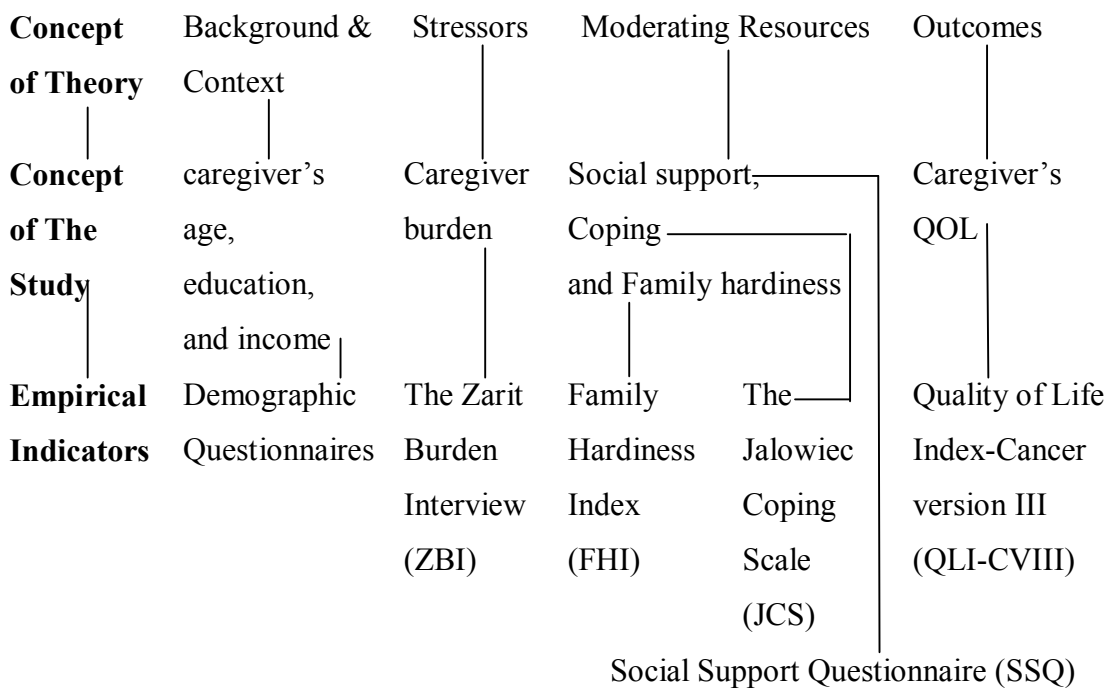 Concept Background & Stressors Moderating Resources Outcomes
of Theory Context
Concept caregiver's Caregiver Social support, Caregiver's
of The age, burden Coping QOL
Study education, and Family hardiness
and income
Empirical Demographic The Zarit Family The Quality of Life
Indicators Questionnaires Burden Hardiness Jalowiec Index-Cancer
Interview Index Coping version III
(ZBI) (FHI) Scale (QLI-CVIII)
(JCS)
Social Support Questionnaire (SSQ)